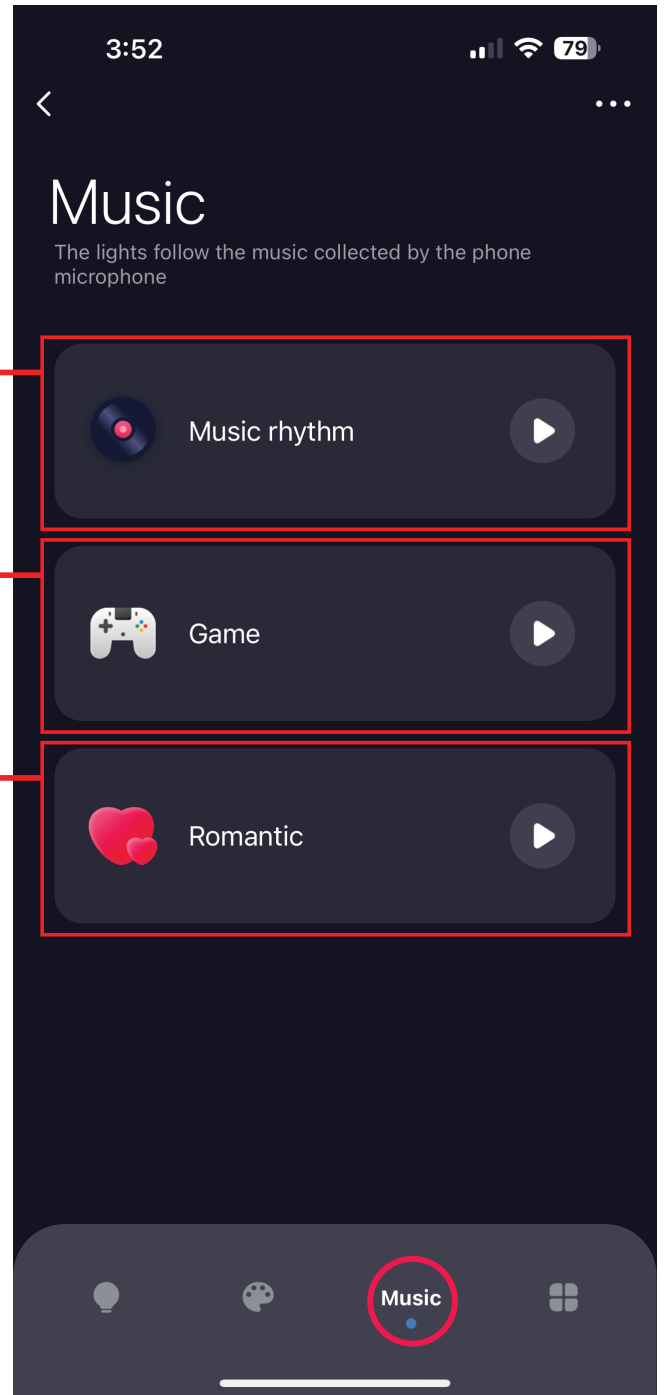 3:52
79
Music
The lights follow the music collected by the phone
microphone
Music rhythm
Game
Romantic
Music